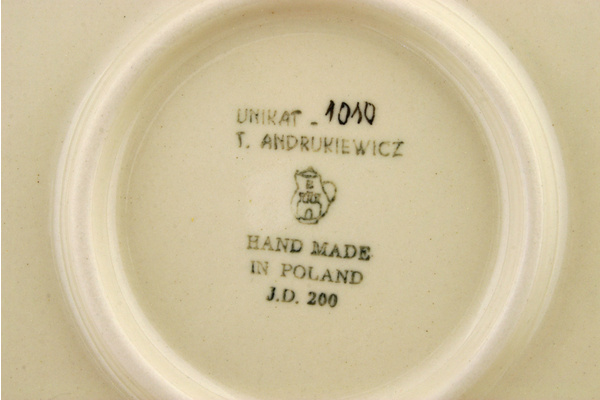 UNIKAT - 1010
T. ANDRUKIEWICZ
B
HAND MADE
IN POLAND
J.D. 200